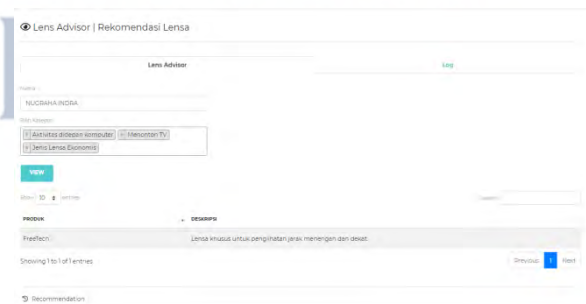 Lens Advisor | Rekomendasi Lensa
Lens Advisor
Log
Nama
NUGRAHA INDRA
× Aktivitas didepan komputer × Menonton TV
× Jenis Lensa Ekonomis
VIEW
Show 10 entries
Search:
PRODUK
DESKRIPSI
FreeTech
Lensa khusus untuk penglihatan jarak menengah dan dekat.
Showing 1 to 1 of 1 entries
Previous 1 Next
Recommendation